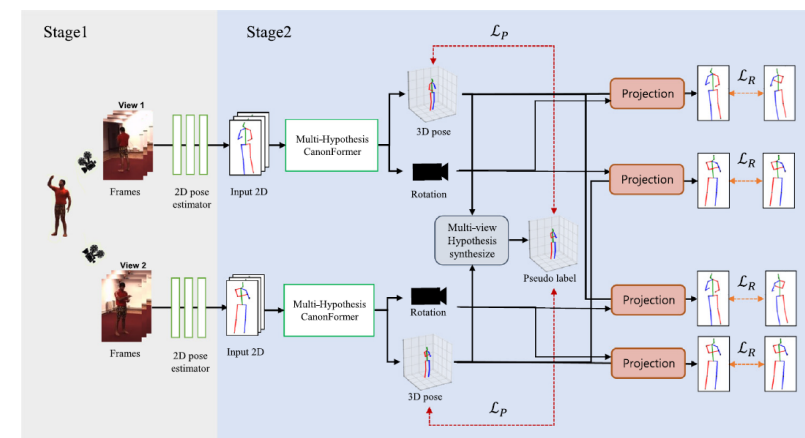 Stage1
Stage2
View 1
Frames
2D pose
estimator
Input 2D
Multi-Hypothesis
CanonFormer
3D pose
Rotation
ℒ_P
Projection
ℒ_R
Projection
ℒ_R
Multi-view
Hypothesis
synthesize
Pseudo label
View 2
Frames
2D pose
estimator
Input 2D
Multi-Hypothesis
CanonFormer
Rotation
3D pose
ℒ_P
Projection
ℒ_R
Projection
ℒ_R